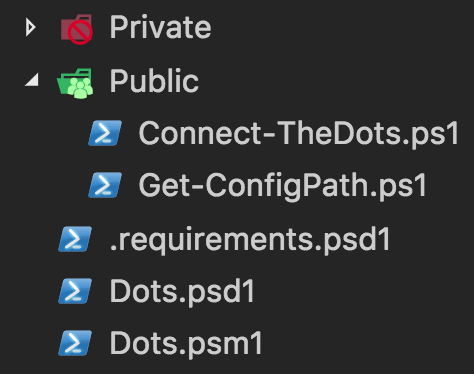 Private
Public
Connect-TheDots.ps1
Get-ConfigPath.ps1
.requirements.psd1
Dots.psd1
Dots.psm1